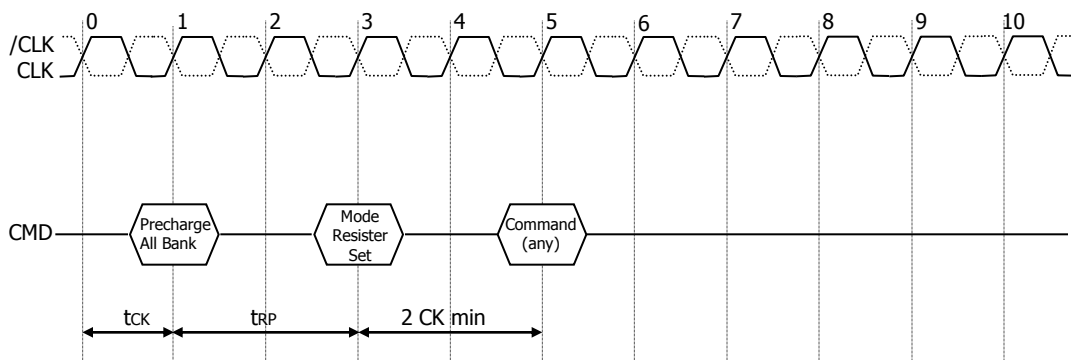 0 1 2 3 4 5 6 7 8 9 10
/CLK
CLK
CMD
Precharge
All Bank
Mode
Resister
Set
Command
(any)
tCK
tRP
2 CK min